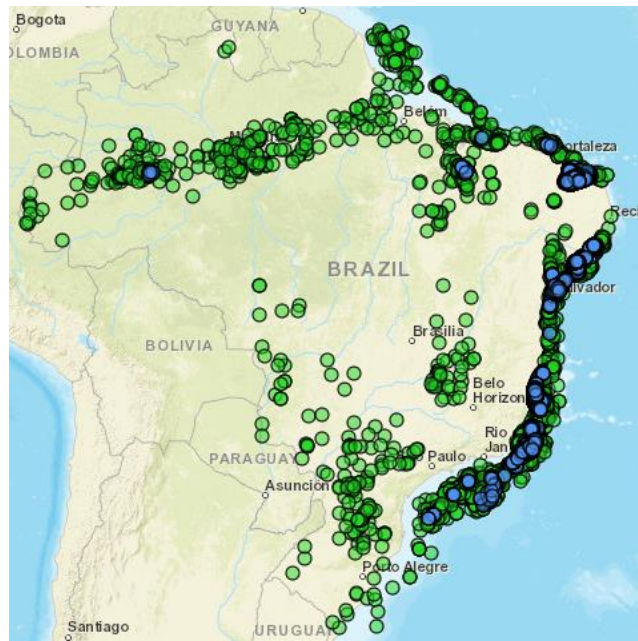 Bogota
GUYANA
OLOMBIA
Belém
ortaleza
Reci
BRAZIL
lvador
Brasilia
BOLIVIA
Belo
Horizon
Rio
Jan
PARAGUAY
Paulo
Asunción
Porto Alegre
URUGUA
Santiago